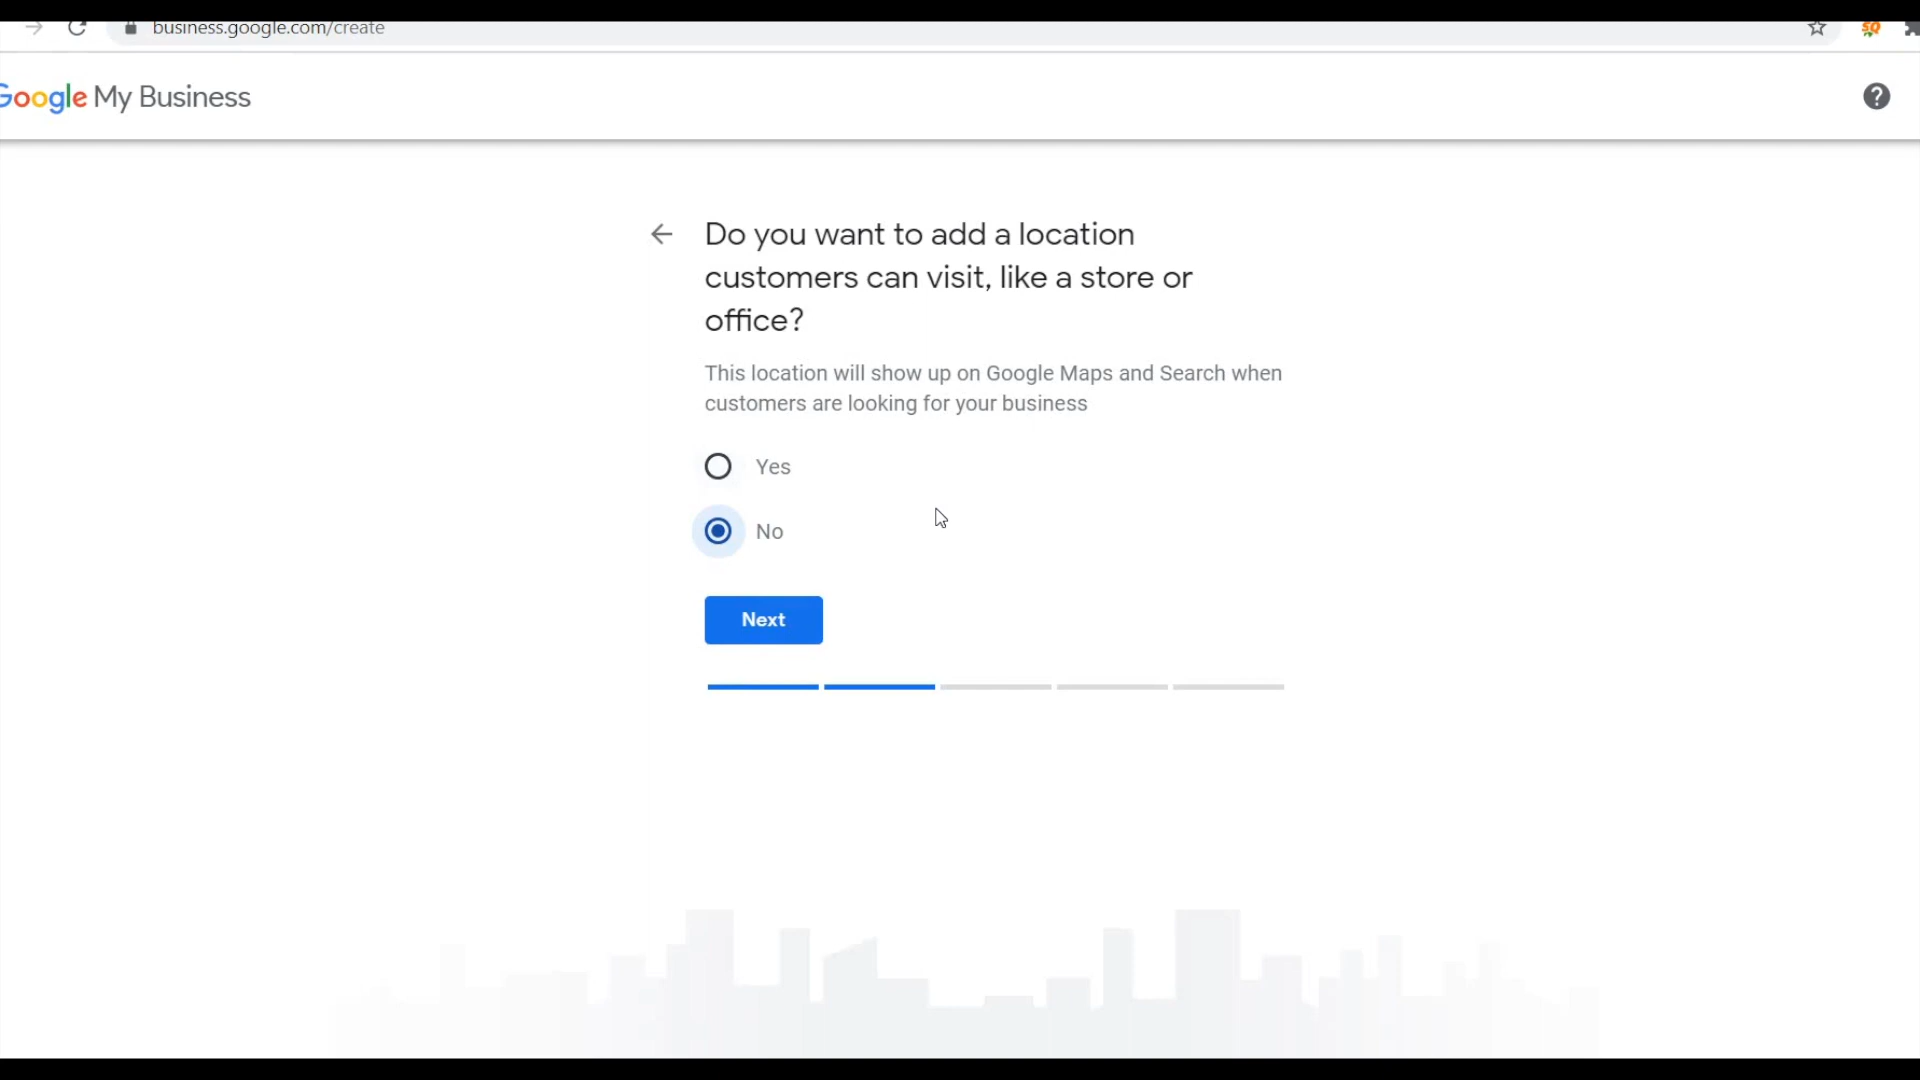 business.google.com/create
Google My Business
Do you want to add a location
customers can visit, like a store or
office?
This location will show up on Google Maps and Search when
customers are looking for your business
Yes
No
Next